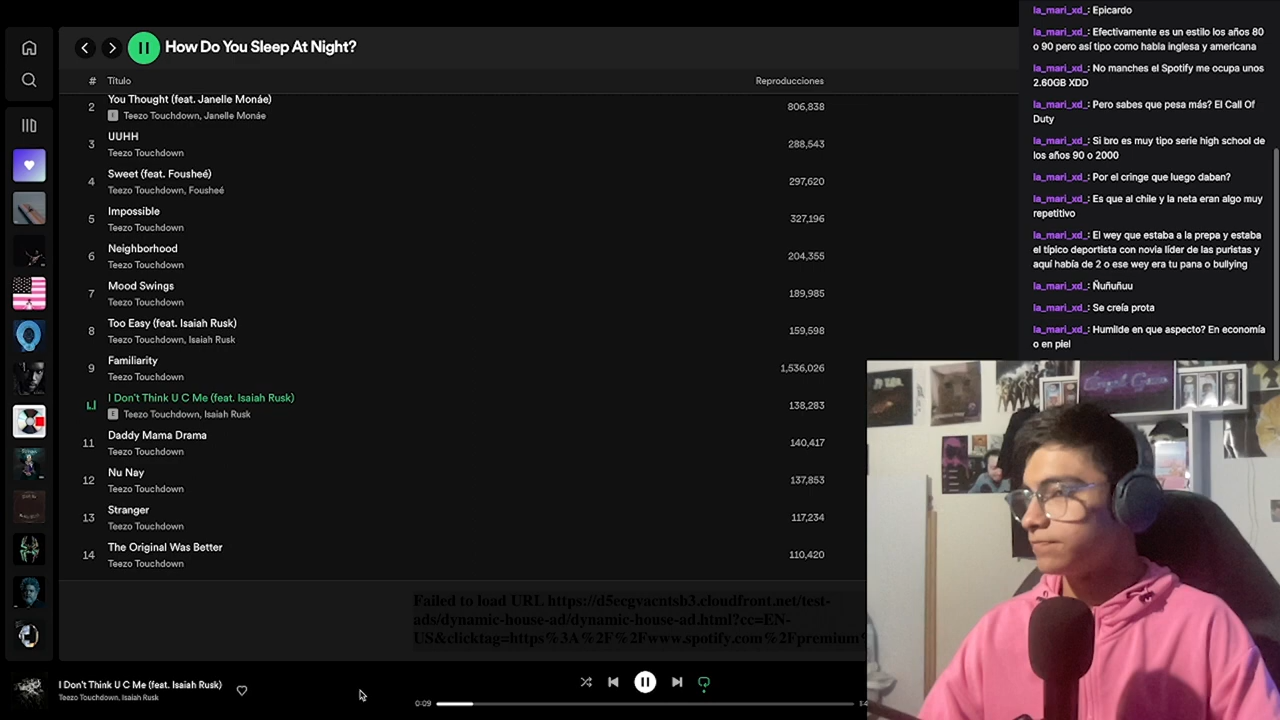 How Do You Sleep At Night?
# Título Reproducciones
2 You Thought (feat. Janelle Monáe) 806,838
E Teezo Touchdown, Janelle Monáe
3 UUHH 288,543
Teezo Touchdown
4 Sweet (feat. Fousheé) 297,620
Teezo Touchdown, Fousheé
5 Impossible 327,196
Teezo Touchdown
6 Neighborhood 204,355
Teezo Touchdown
7 Mood Swings 189,985
Teezo Touchdown
8 Too Easy (feat. Isaiah Rusk) 159,598
Teezo Touchdown, Isaiah Rusk
9 Familiarity 1,536,026
Teezo Touchdown
I Don't Think U C Me (feat. Isaiah Rusk) 138,283
E Teezo Touchdown, Isaiah Rusk
11 Daddy Mama Drama 140,417
Teezo Touchdown
12 Nu Nay 137,853
Teezo Touchdown
13 Stranger 117,234
Teezo Touchdown
14 The Original Was Better 110,420
Teezo Touchdown
Failed to load URL https://d5ecgvacntsb3.cloudfront.net/test-
ads/dynamic-house-ad/dynamic-house-ad.html?cc=EN-
US&clicktag=https%3A%2F%2Fwww.spotify.com%2Fpremium%
I Don't Think U C Me (feat. Isaiah Rusk)
Teezo Touchdown, Isaiah Rusk
0:09
la_mari_xd_: Epicardo
la_mari_xd_: Efectivamente es un estilo los años 80
o 90 pero así tipo como habla inglesa y americana
la_mari_xd_: No manches el Spotify me ocupa unos
2.60GB XDD
la_mari_xd_: Pero sabes que pesa más? El Call Of
Duty
la_mari_xd_: Si bro es muy tipo serie high school de
los años 90 o 2000
la_mari_xd_: Por el cringe que luego daban?
la_mari_xd_: Es que al chile y la neta eran algo muy
repetitivo
la_mari_xd_: El wey que estaba a la prepa y estaba
el típico deportista con novia líder de las puristas y
aquí había de 2 o ese wey era tu pana o bullying
la_mari_xd_: Ñuñuñuu
la_mari_xd_: Se creía prota
la_mari_xd_: Humilde en que aspecto? En economía
o en piel